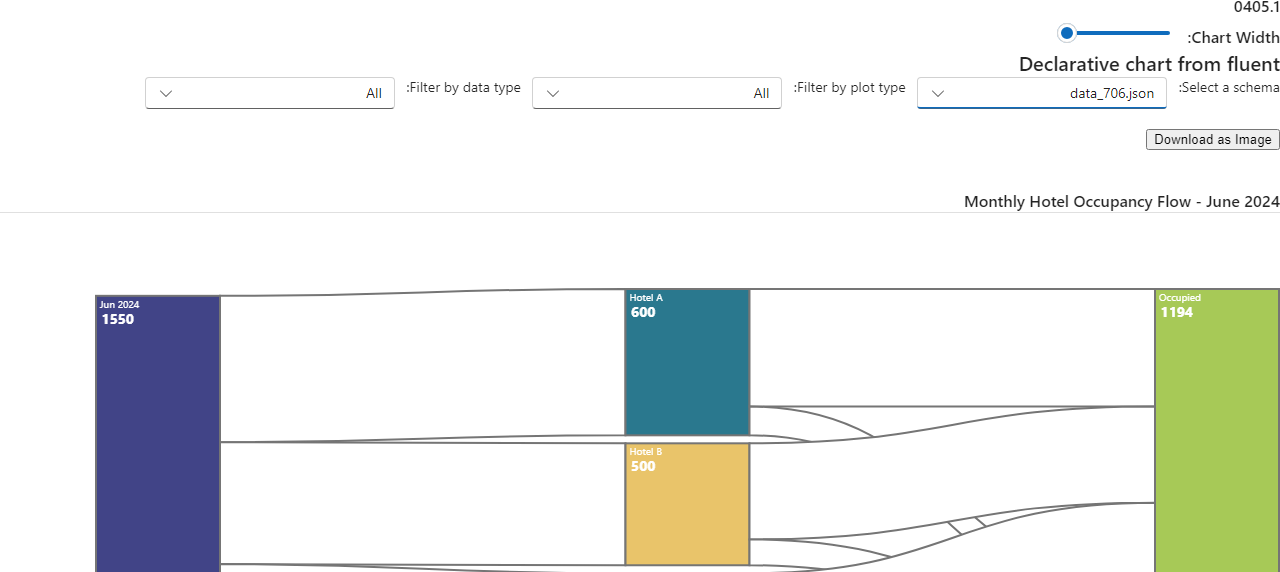 0405.1
:Chart Width
Declarative chart from fluent
:Select a schema
data_706.json
:Filter by plot type
All
:Filter by data type
All
Download as Image
Monthly Hotel Occupancy Flow - June 2024
Jun 2024
1550
Hotel A
600
Occupied
1194
Hotel B
500